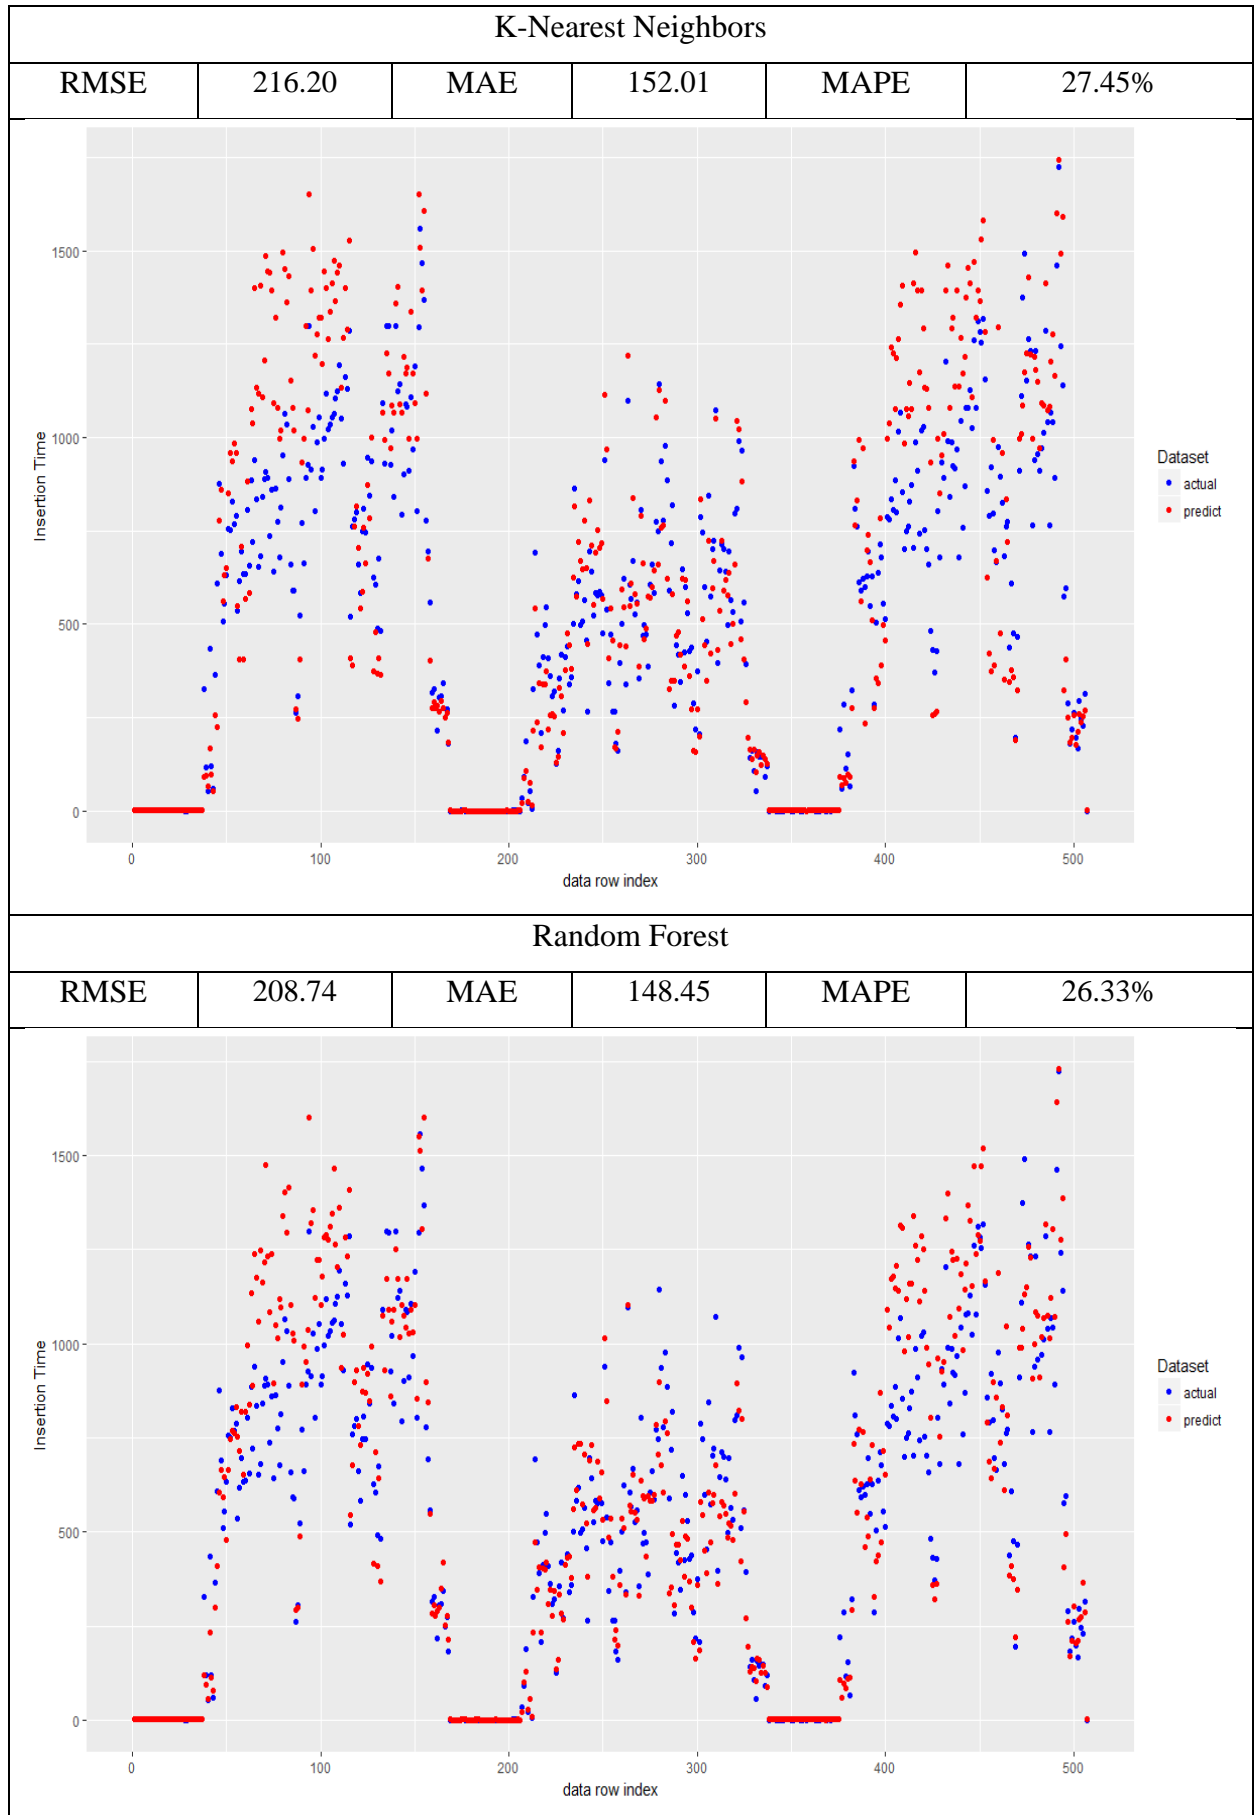 K-Nearest Neighbors
RMSE 216.20 MAE 152.01 MAPE 27.45%
1500
1000
500
0
Insertion Time
0 100 200 300 400 500
data row index
Dataset
actual
predict
Random Forest
RMSE 208.74 MAE 148.45 MAPE 26.33%
1500
1000
500
0
Insertion Time
0 100 200 300 400 500
data row index
Dataset
actual
predict